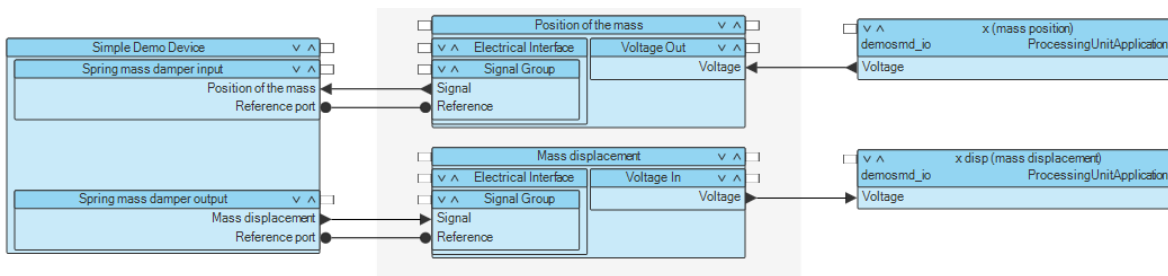 Simple Demo Device
Spring mass damper input
Position of the mass
Reference port
Spring mass damper output
Mass displacement
Reference port
Position of the mass
Electrical Interface
Voltage Out
Signal Group
Voltage
Signal
Reference
Mass displacement
Electrical Interface
Voltage In
Signal Group
Voltage
Signal
Reference
x (mass position)
demosmd_io ProcessingUnitApplication
Voltage
x disp (mass displacement)
demosmd_io ProcessingUnitApplication
Voltage